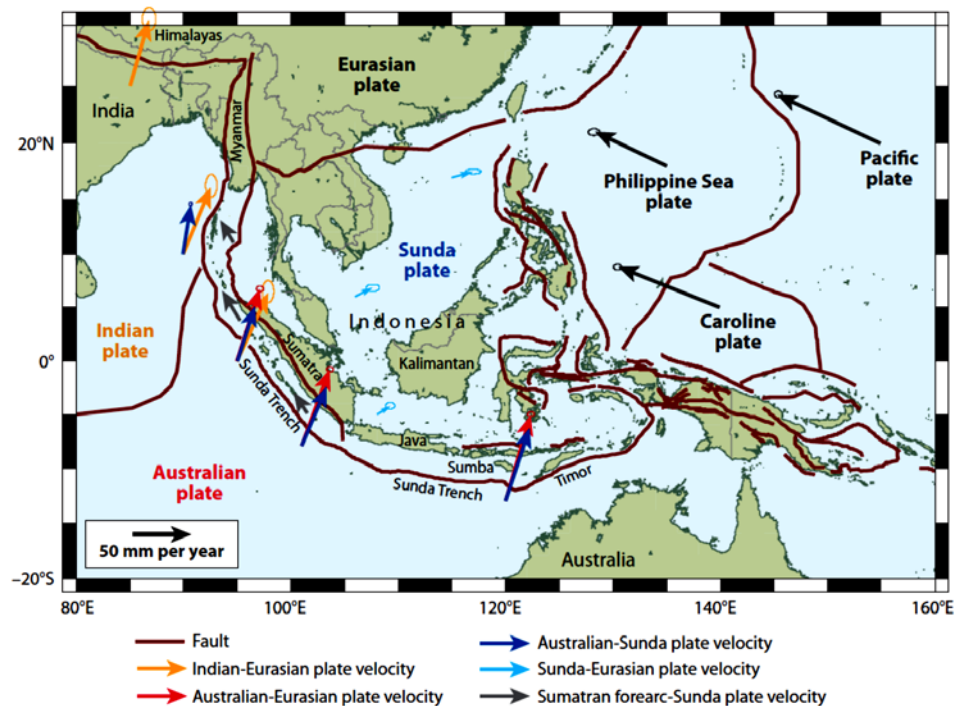 Himalayas
Eurasian
plate
India
Myanmar
20°N
Pacific
plate
Philippine Sea
plate
Sunda
plate
Indian
plate
Indonesia
Caroline
plate
0°
Kalimantan
Sumatra
Sunda Trench
Java
Australian
plate
Sumba
Timor
Sunda Trench
50 mm per year
Australia
–20°S
80°E
100°E
120°E
140°E
160°E
Fault
Australian-Sunda plate velocity
Indian-Eurasian plate velocity
Sunda-Eurasian plate velocity
Australian-Eurasian plate velocity
Sumatran forearc-Sunda plate velocity